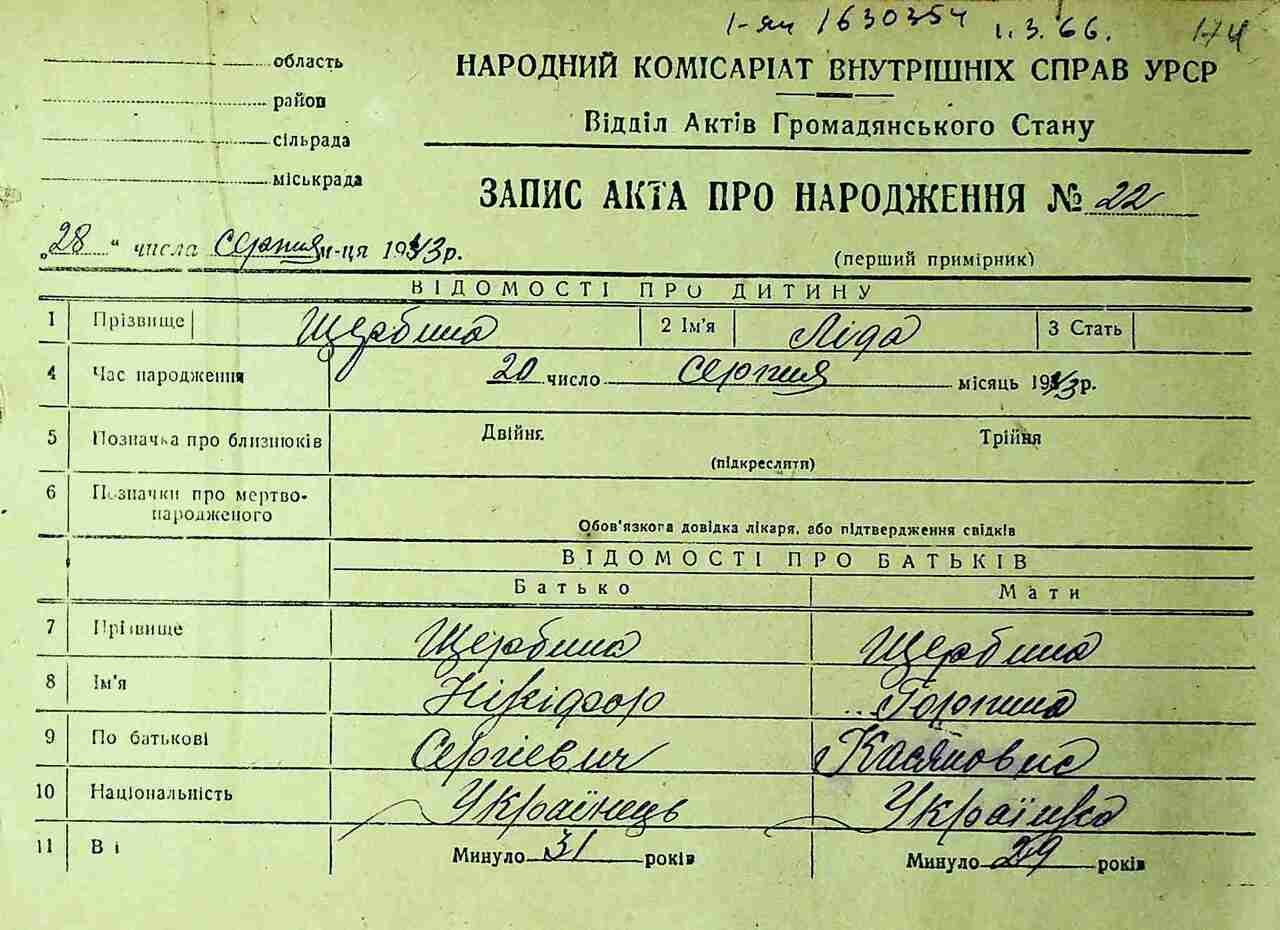 І-ЯП 1630354 1.3.66. 174
область
район
сільрада
міськрада
НАРОДНИЙ КОМІСАРІАТ ВНУТРІШНІХ СПРАВ УРСР
Відділ Актів Громадянського Стану
ЗАПИС АКТА ПРО НАРОДЖЕННЯ № 22
„28“ числа Серпня м-ця 1943р.
(перший примірник)
ВІДОМОСТІ ПРО ДИТИНУ
1 Прізвище Щербина 2 Ім'я Ліда 3 Стать
4 Час народження 20 число Серпня місяць 1943р.
5 Позначка про близнюків Двійня Трійня
(підкреслити)
6 Позначки про мертво-
народженого
Обов'язкога довідка лікаря, або підтвердження свідків
ВІДОМОСТІ ПРО БАТЬКІВ
Батько Мати
7 Прізвище Щербина Щербина
8 Ім'я Нікіфор Горпина
9 По батькові Сергієвич Касяновна
10 Національність Українець Українка
11 Ві Минуло 31 років Минуло 29 років